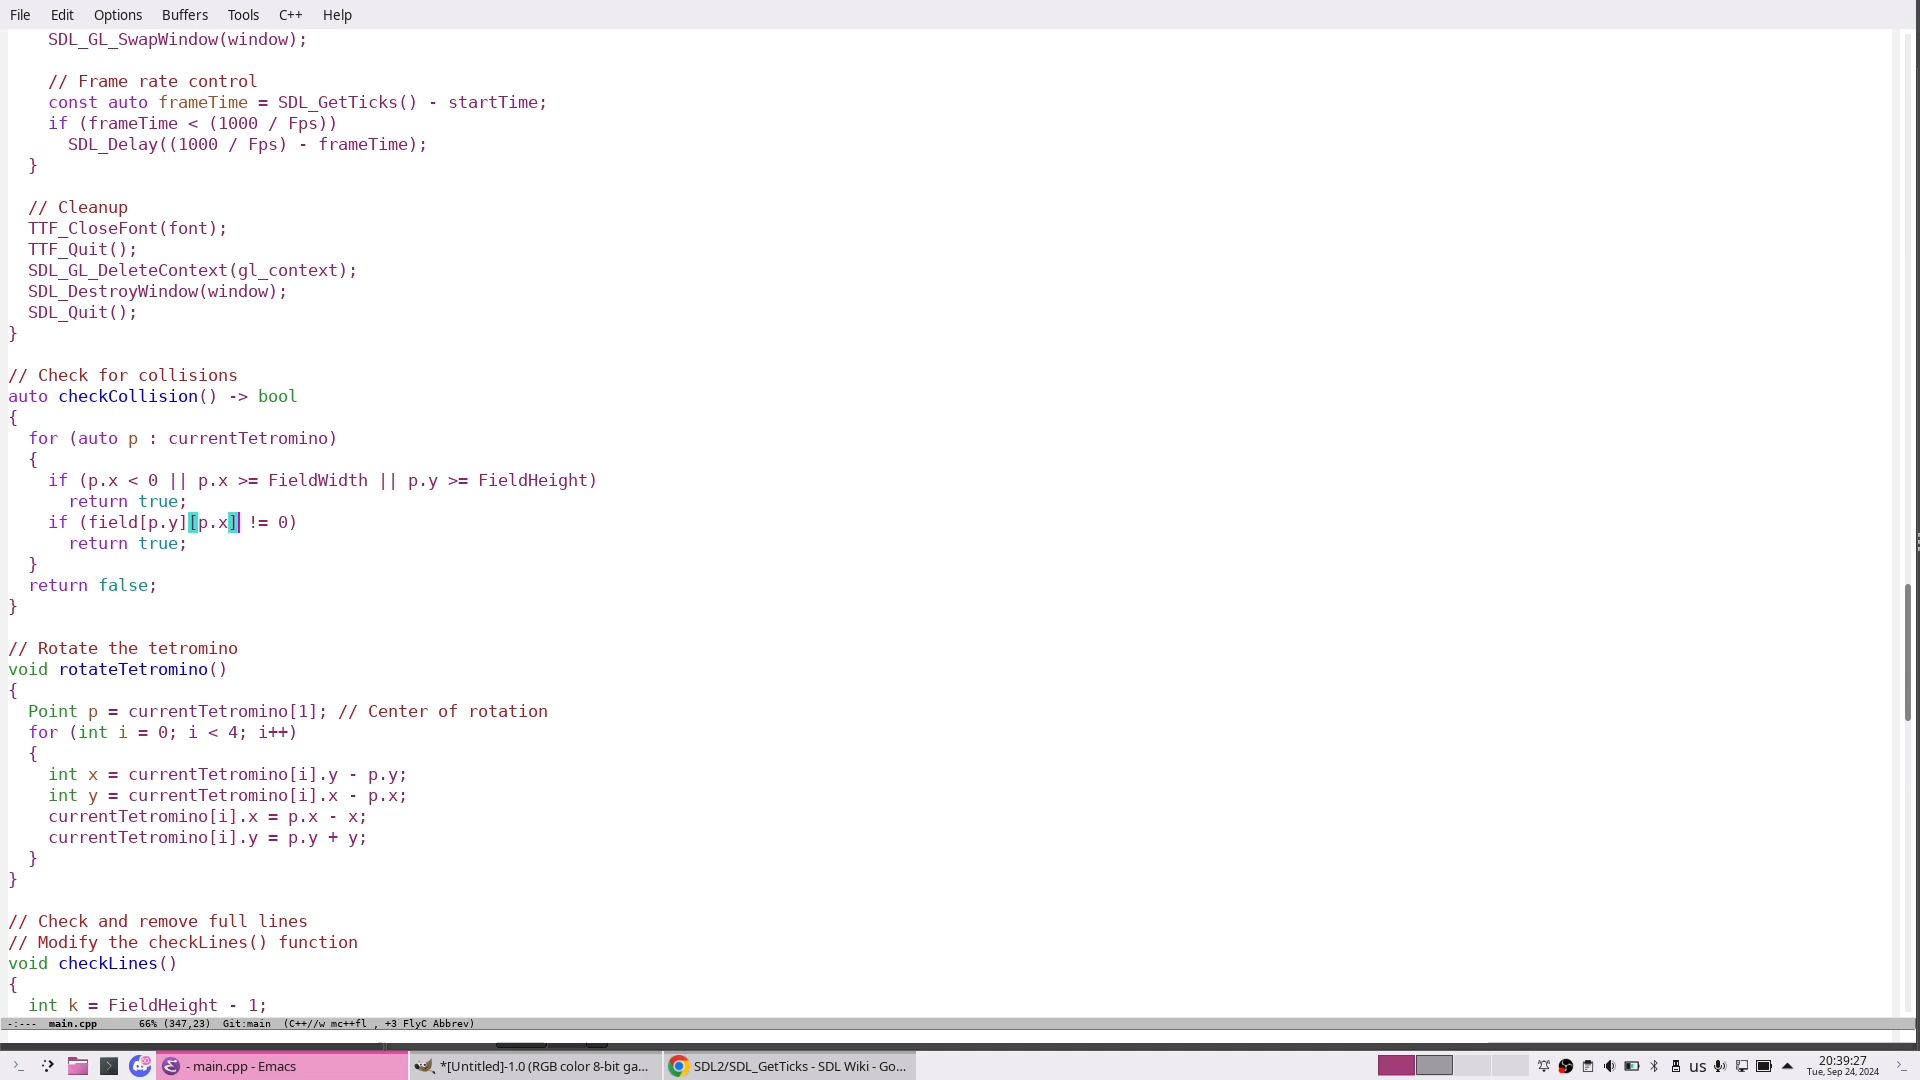 File Edit Options Buffers Tools C++ Help
    SDL_GL_SwapWindow(window);
    // Frame rate control
    const auto frameTime = SDL_GetTicks() - startTime;
    if (frameTime < (1000 / Fps))
      SDL_Delay((1000 / Fps) - frameTime);
  }
  // Cleanup
  TTF_CloseFont(font);
  TTF_Quit();
  SDL_GL_DeleteContext(gl_context);
  SDL_DestroyWindow(window);
  SDL_Quit();
}
// Check for collisions
auto checkCollision() -> bool
{
  for (auto p : currentTetromino)
  {
    if (p.x < 0 || p.x >= FieldWidth || p.y >= FieldHeight)
      return true;
    if (field[p.y][p.x] != 0)
      return true;
  }
  return false;
}
// Rotate the tetromino
void rotateTetromino()
{
  Point p = currentTetromino[1]; // Center of rotation
  for (int i = 0; i < 4; i++)
  {
    int x = currentTetromino[i].y - p.y;
    int y = currentTetromino[i].x - p.x;
    currentTetromino[i].x = p.x - x;
    currentTetromino[i].y = p.y + y;
  }
}
// Check and remove full lines
// Modify the checkLines() function
void checkLines()
{
  int k = FieldHeight - 1;
-:--- main.cpp 66% (347,23) Git:main (C++//w mc++fl , +3 FlyC Abbrev)
- main.cpp - Emacs
*[Untitled]-1.0 (RGB color 8-bit ga...
SDL2/SDL_GetTicks - SDL Wiki - Go...
us
20:39:27
Tue, Sep 24, 2024